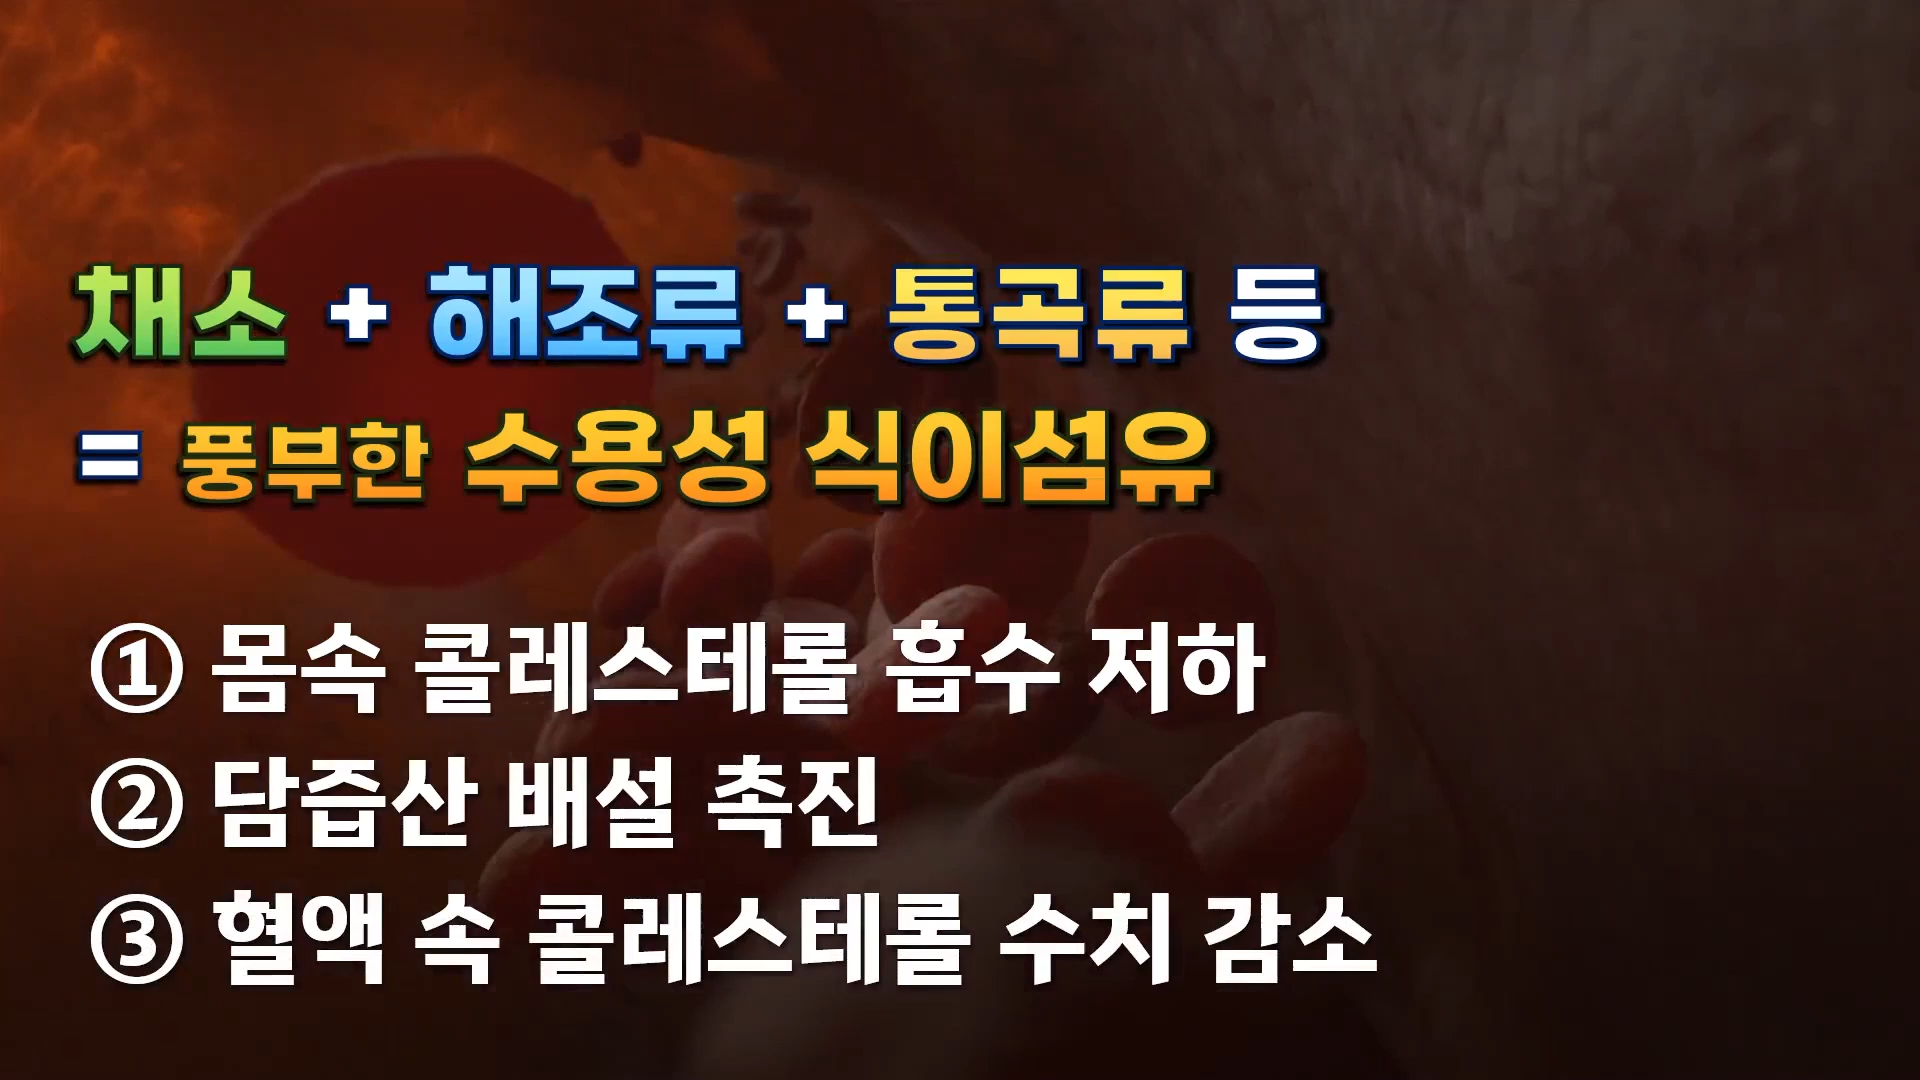 채소 + 해조류 + 통곡류 등
= 풍부한 수용성 식이섬유
① 몸속 콜레스테롤 흡수 저하
② 담즙산 배설 촉진
③ 혈액 속 콜레스테롤 수치 감소